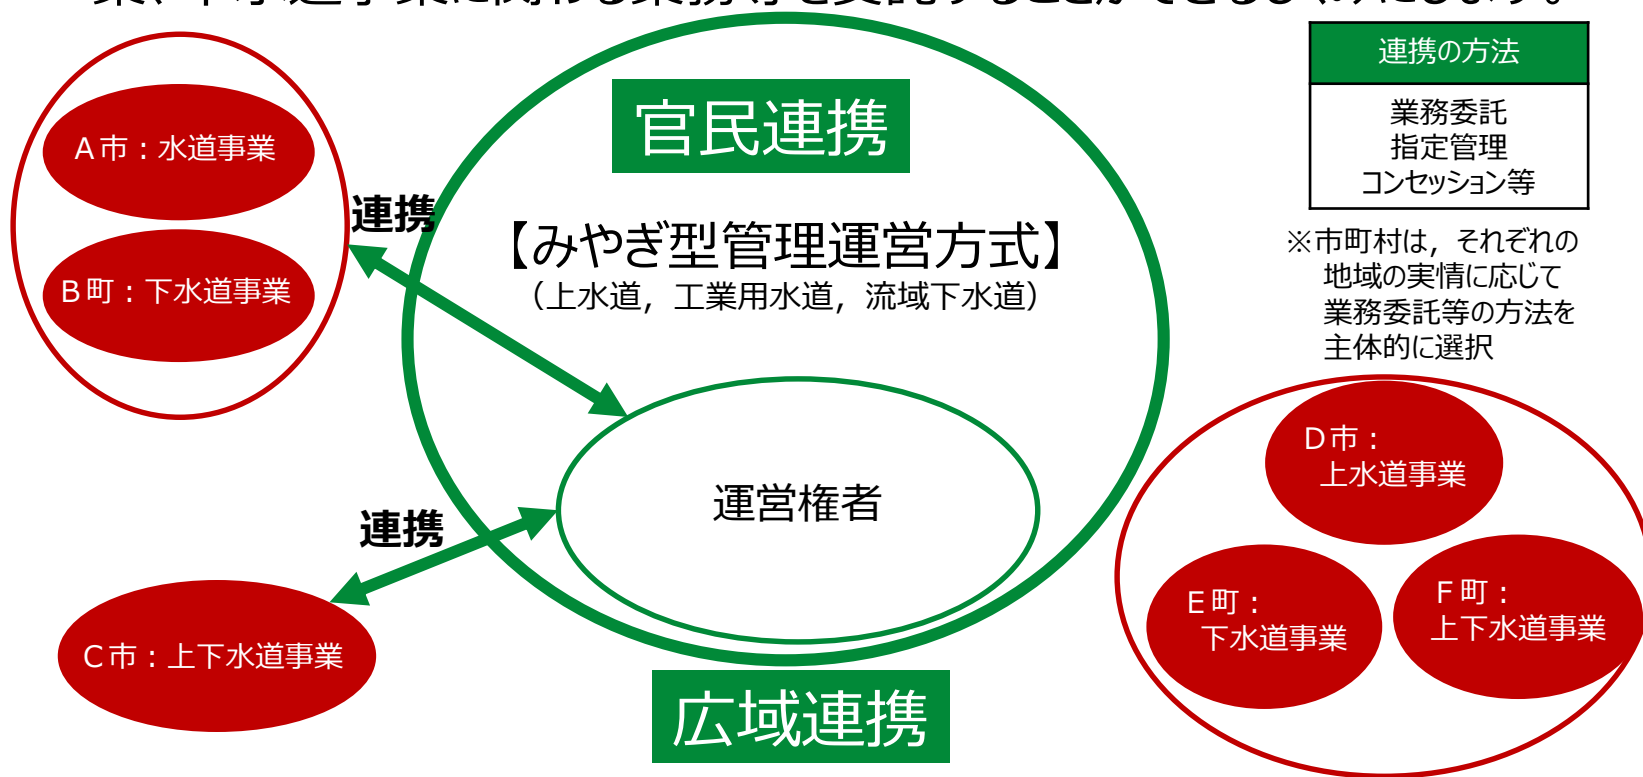 官民連携
【みやぎ型管理運営方式】
（上水道，工業用水道，流域下水道）
A市：水道事業
B町：下水道事業
連携
連携
C市：上下水道事業
運営権者
広域連携
連携の方法
業務委託
指定管理
コンセッション等
※市町村は，それぞれの
地域の実情に応じて
業務委託等の方法を
主体的に選択
D市：
上水道事業
E町：
下水道事業
F町：
上下水道事業